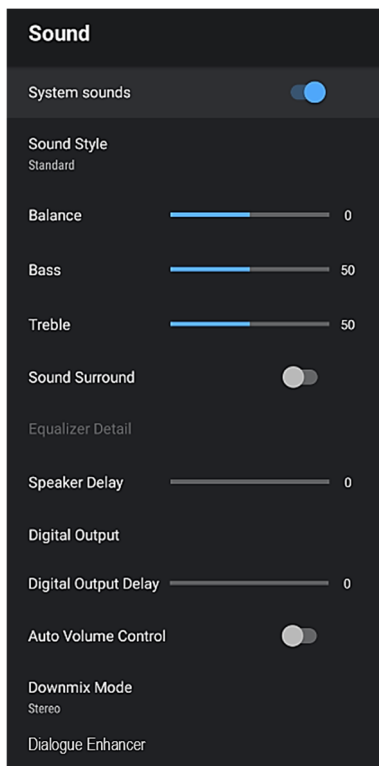 Sound
System sounds
Sound Style
Standard
Balance 0
Bass 50
Treble 50
Sound Surround
Equalizer Detail
Speaker Delay 0
Digital Output
Digital Output Delay 0
Auto Volume Control
Downmix Mode
Stereo
Dialogue Enhancer